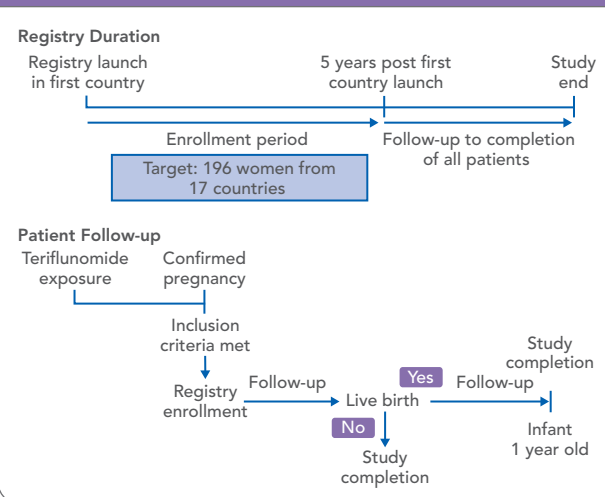 Registry Duration
Registry launch
in first country
5 years post first
country launch
Study
end
Enrollment period
Follow-up to completion
of all patients
Target: 196 women from
17 countries
Patient Follow-up
Teriflunomide
exposure
Confirmed
pregnancy
Inclusion
criteria met
Registry
enrollment
Follow-up
Live birth
Yes
Follow-up
Study
completion
Infant
1 year old
No
Study
completion